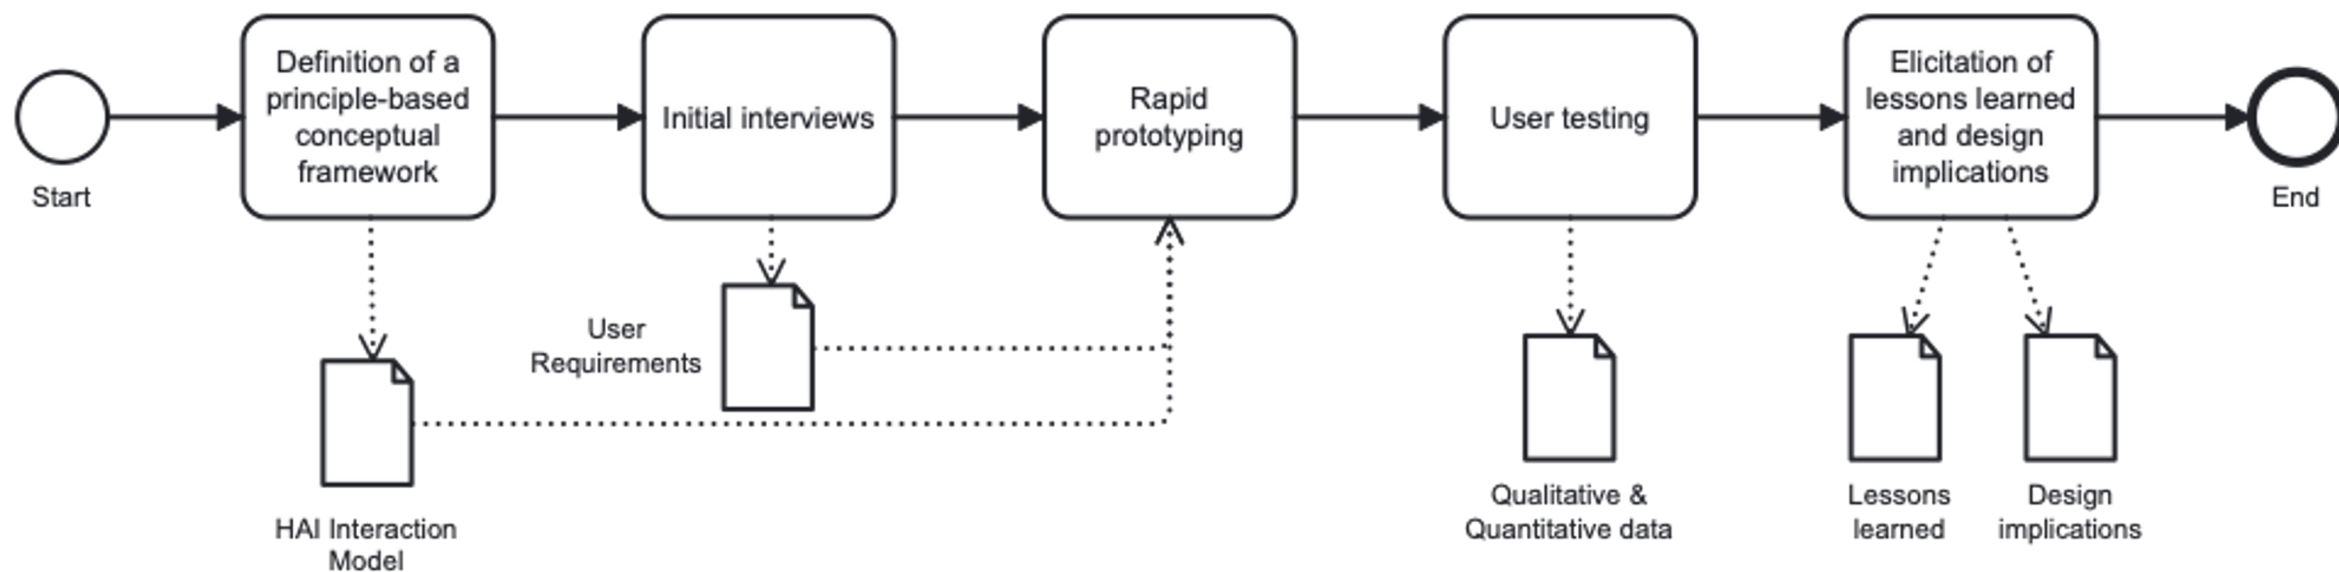 Start
Definition of a
principle-based
conceptual
framework
Initial interviews
Rapid
prototyping
User testing
Elicitation of
lessons learned
and design
implications
End
HAI Interaction
Model
User
Requirements
Qualitative &
Quantitative data
Lessons
learned
Design
implications